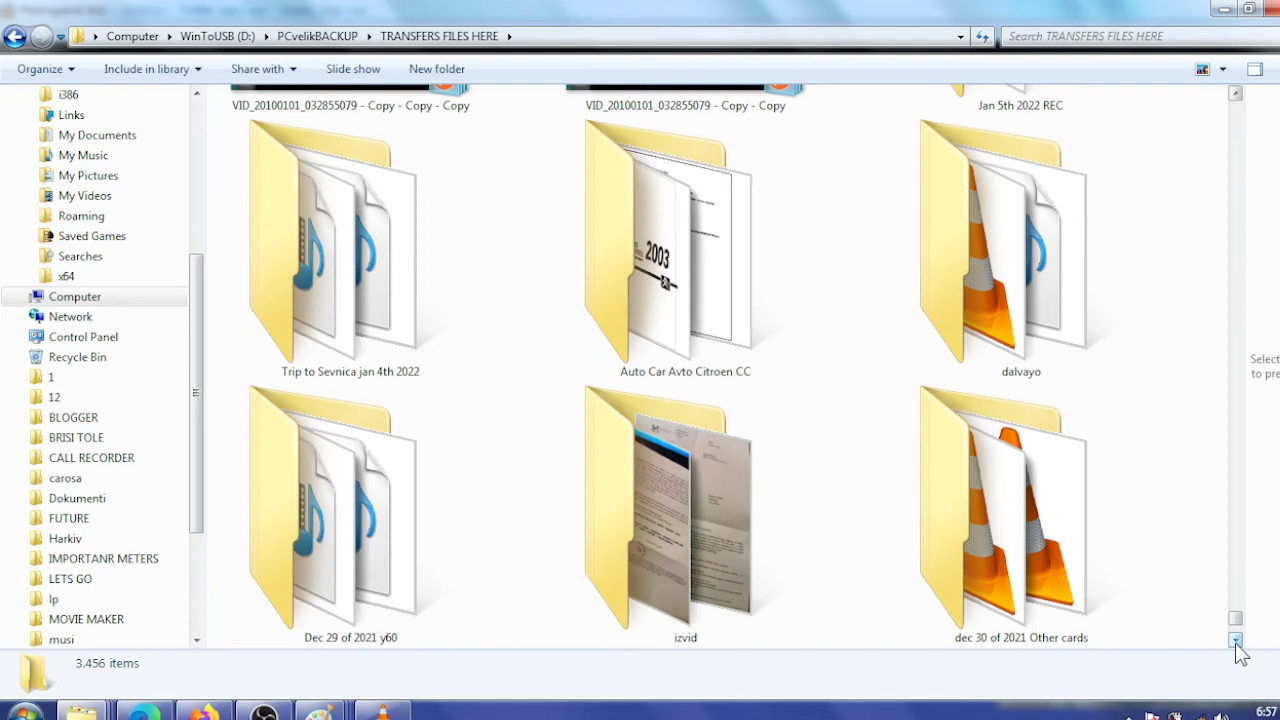 Computer WinToUSB (D:) PCvelikBACKUP TRANSFERS FILES HERE
Search TRANSFERS FILES HERE
Organize Include in library Share with Slide show New folder
i386
Links
My Documents
My Music
My Pictures
My Videos
Roaming
Saved Games
Searches
x64
Computer
Network
Control Panel
Recycle Bin
1
12
BLOGGER
BRISI TOLE
CALL RECORDER
carosa
Dokumenti
FUTURE
Harkiv
IMPORTANR METERS
LETS GO
lp
MOVIE MAKER
musi
VID_20100101_032855079 - Copy - Copy - Copy
VID_20100101_032855079 - Copy - Copy
Jan 5th 2022 REC
2003
Trip to Sevnica jan 4th 2022
Auto Car Avto Citroen CC
dalvayo
Dec 29 of 2021 y60
izvid
dec 30 of 2021 Other cards
Select
to pre
3.456 items
6:57